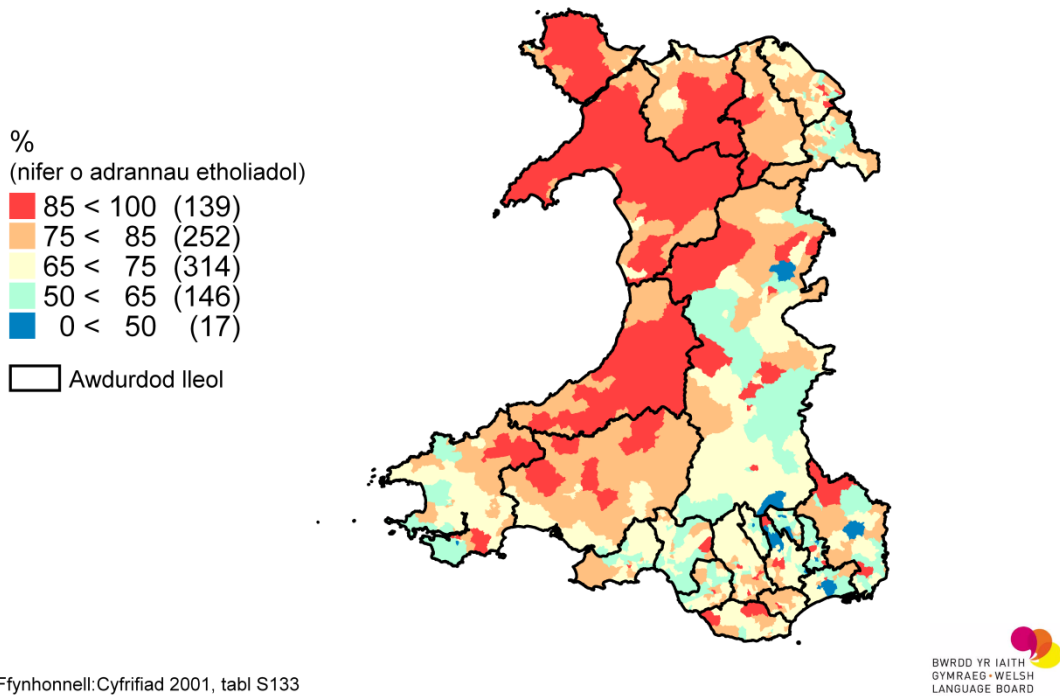 %
(nifer o adrannau etholiadol)
85 < 100 (139)
75 < 85 (252)
65 < 75 (314)
50 < 65 (146)
0 < 50 (17)
Awdurdod lleol
Ffynhonnell:Cyfrifiad 2001, tabl S133
BWRDD YR IAITH
GYMRAEG • WELSH
LANGUAGE BOARD